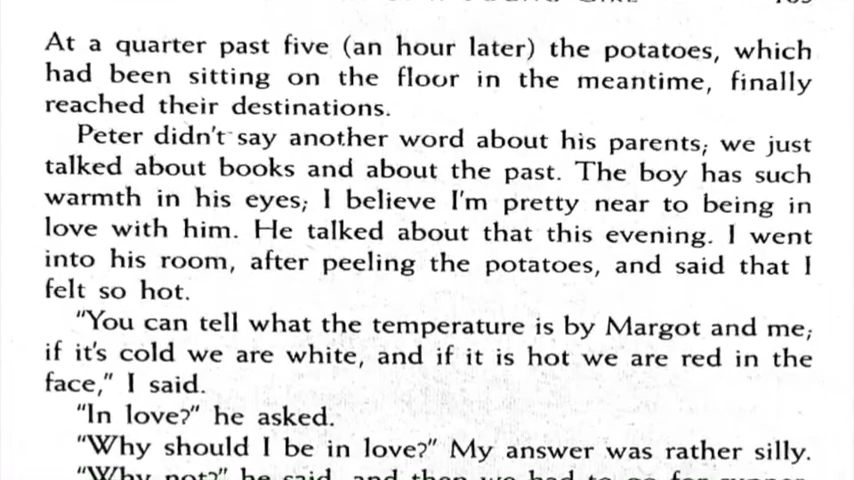 At a quarter past five (an hour later) the potatoes, which
had been sitting on the floor in the meantime, finally
reached their destinations.
Peter didn't say another word about his parents; we just
talked about books and about the past. The boy has such
warmth in his eyes; I believe I'm pretty near to being in
love with him. He talked about that this evening. I went
into his room, after peeling the potatoes, and said that I
felt so hot.
"You can tell what the temperature is by Margot and me;
if it's cold we are white, and if it is hot we are red in the
face," I said.
"In love?" he asked.
"Why should I be in love?" My answer was rather silly.
"Why not?" he said, and then we had to go for supper.